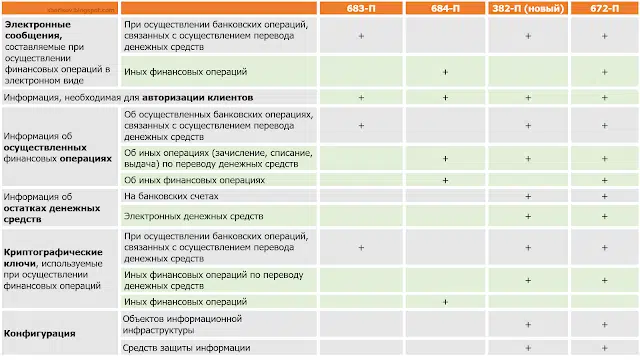 683-П 684-П 382-П (новый) 672-П
Электронные
сообщения,
составляемые при
осуществлении
финансовых операций в
электронном виде
При осуществлении банковских операций,
связанных с осуществлением перевода
денежных средств
+ + +
Иных финансовых операций
+ +
Информация, необходимая для авторизации клиентов
+ + + +
Информация об
осуществленных
финансовых операциях
Об осуществленных банковских операциях,
связанных с осуществлением перевода
денежных средств
+ + +
Об иных операциях (зачисление, списание,
выдача) по переводу денежных средств
+ + +
Об иных финансовых операциях
+ +
Информация об
остатках денежных
средств
На банковских счетах
+ +
Электронных денежных средств
+ +
Криптографические
ключи, используемые
при осуществлении
финансовых операций
При осуществлении банковских операций,
связанных с осуществлением перевода
денежных средств
+ + +
Иных финансовых операций по переводу
денежных средств
+ +
Иных финансовых операций
+
Конфигурация
Объектов информационной
инфраструктуры
+ +
Средств защиты информации
+ +